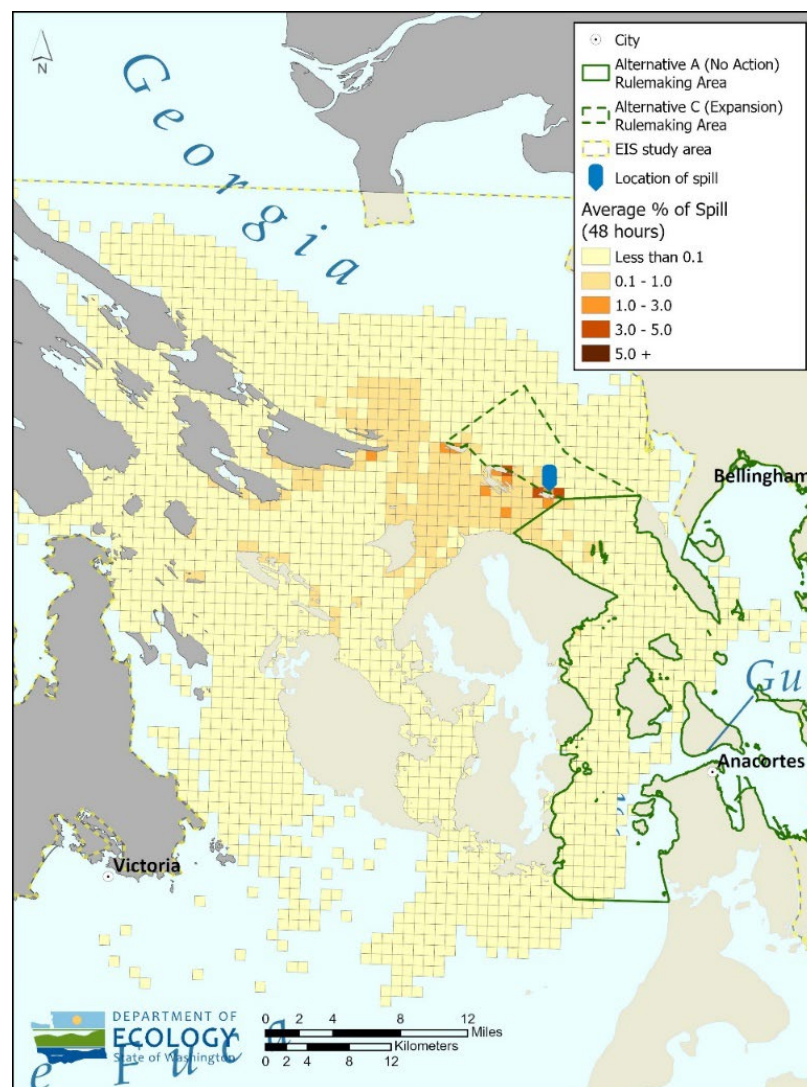 N
Georgia
City
Alternative A (No Action)
Rulemaking Area
Alternative C (Expansion)
Rulemaking Area
EIS study area
Location of spill
Average % of Spill
(48 hours)
Less than 0.1
0.1 - 1.0
1.0 - 3.0
3.0 - 5.0
5.0 +
Bellingham
Gu
Anacortes
Victoria
DEPARTMENT OF
ECOLOGY
State of Washington
0 2 4 8 12
Miles
Kilometers
0 2 4 8 12
e Fuca